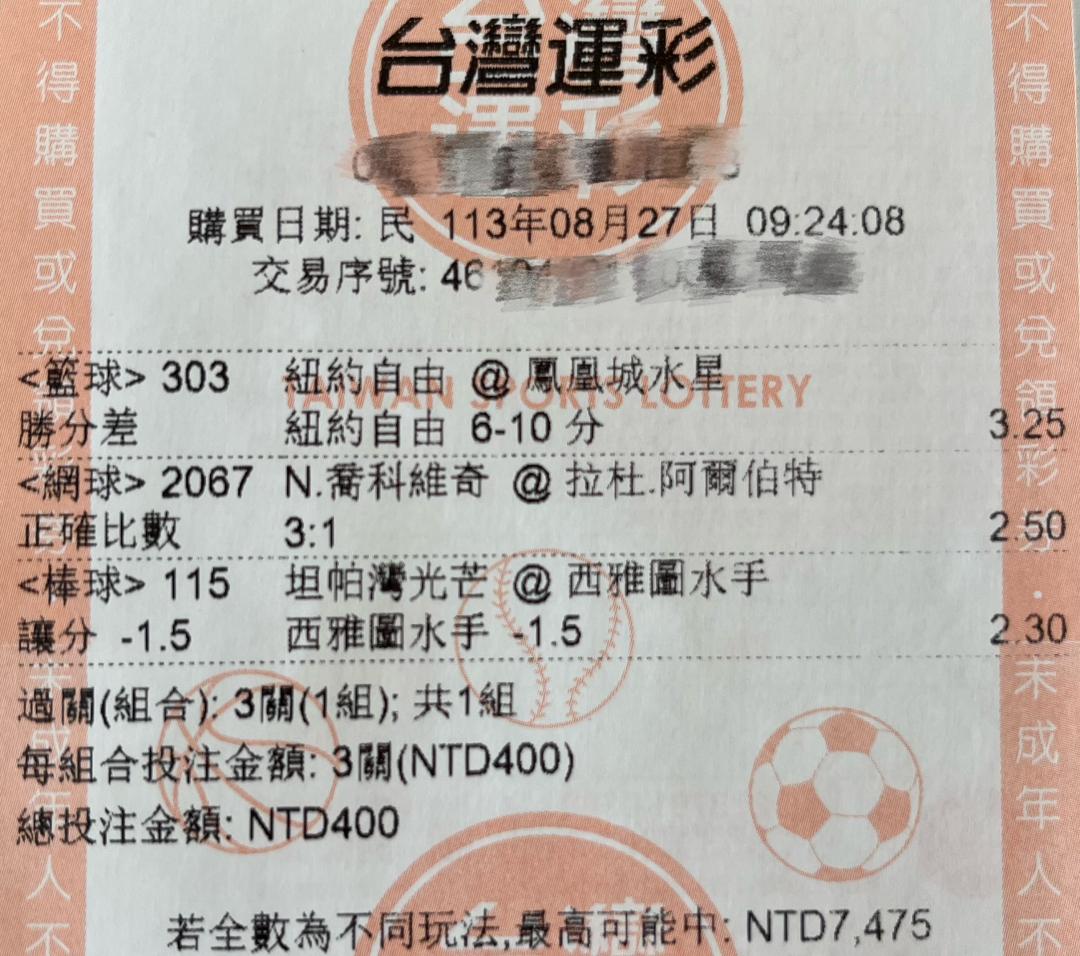 台灣運彩
購買日期: 民 113年08月27日 09:24:08
交易序號: 46
<籃球> 303 紐約自由 @ 鳳凰城水星
TAIWAN SPORTS LOTTERY
勝分差 紐約自由 6-10 分 3.25
<網球> 2067 N.喬科維奇 @ 拉杜.阿爾伯特
正確比數 3:1 2.50
<棒球> 115 坦帕灣光芒 @ 西雅圖水手
讓分 -1.5 西雅圖水手 -1.5 2.30
過關(組合): 3關(1組); 共1組
每組合投注金額: 3關(NTD400)
總投注金額: NTD400
若全數為不同玩法,最高可能中: NTD7,475
不得購買或兌
未成年人不
不得購買或兌領彩券·未成年人不